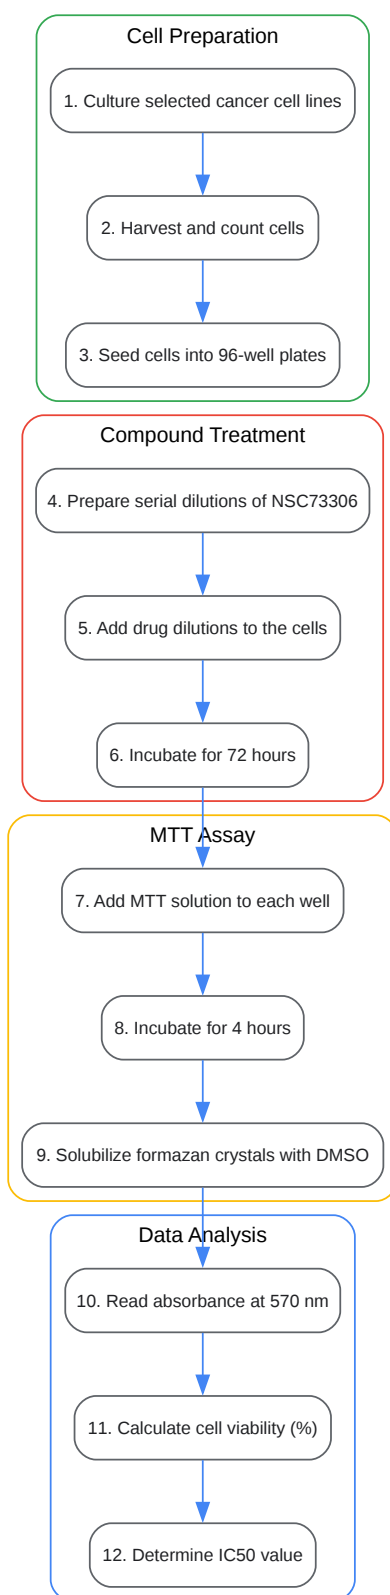 Cell Preparation
1. Culture selected cancer cell lines
2. Harvest and count cells
3. Seed cells into 96-well plates
Compound Treatment
4. Prepare serial dilutions of NSC73306
5. Add drug dilutions to the cells
6. Incubate for 72 hours
MTT Assay
7. Add MTT solution to each well
8. Incubate for 4 hours
9. Solubilize formazan crystals with DMSO
Data Analysis
10. Read absorbance at 570 nm
11. Calculate cell viability (%)
12. Determine IC50 value